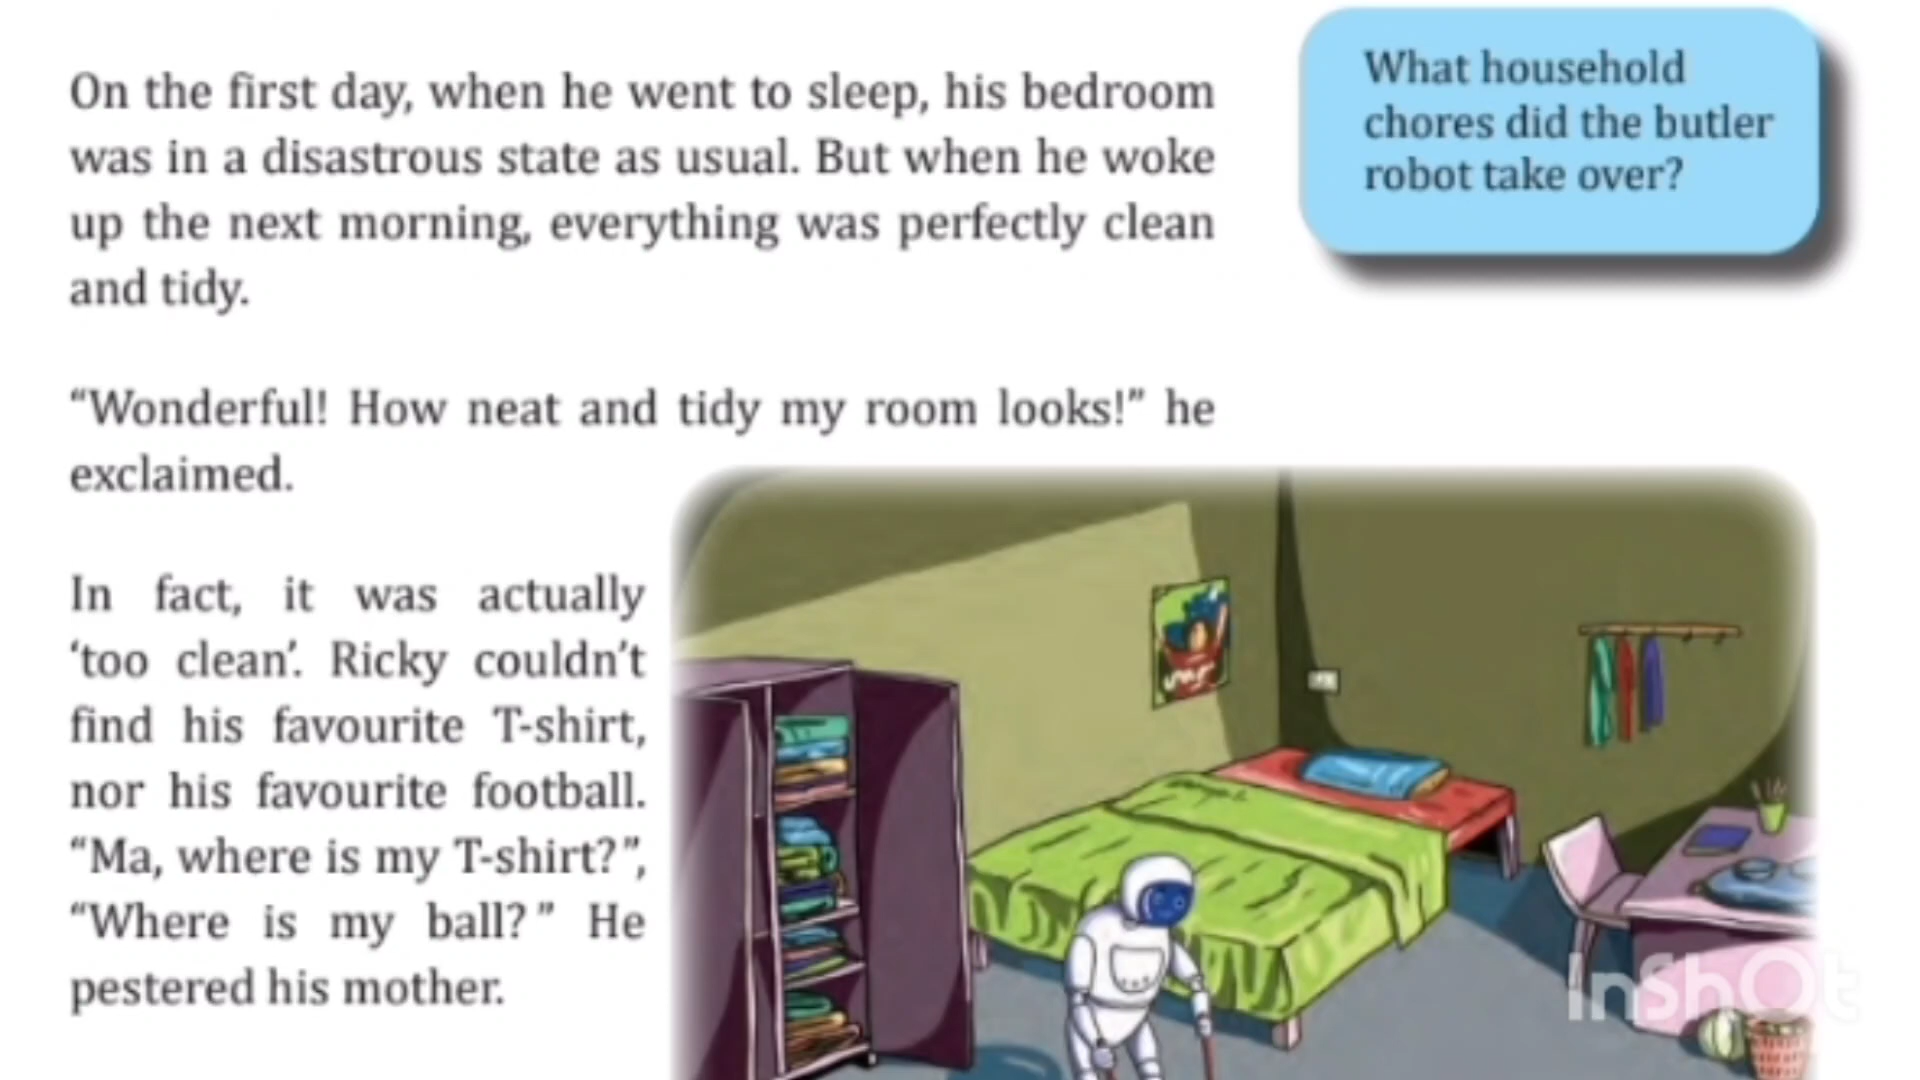 On the first day, when he went to sleep, his bedroom
was in a disastrous state as usual. But when he woke
up the next morning, everything was perfectly clean
and tidy.
“Wonderful! How neat and tidy my room looks!” he
exclaimed.
In fact, it was actually
‘too clean’. Ricky couldn’t
find his favourite T-shirt,
nor his favourite football.
“Ma, where is my T-shirt?”,
“Where is my ball?” He
pestered his mother.
What household
chores did the butler
robot take over?
InShOt